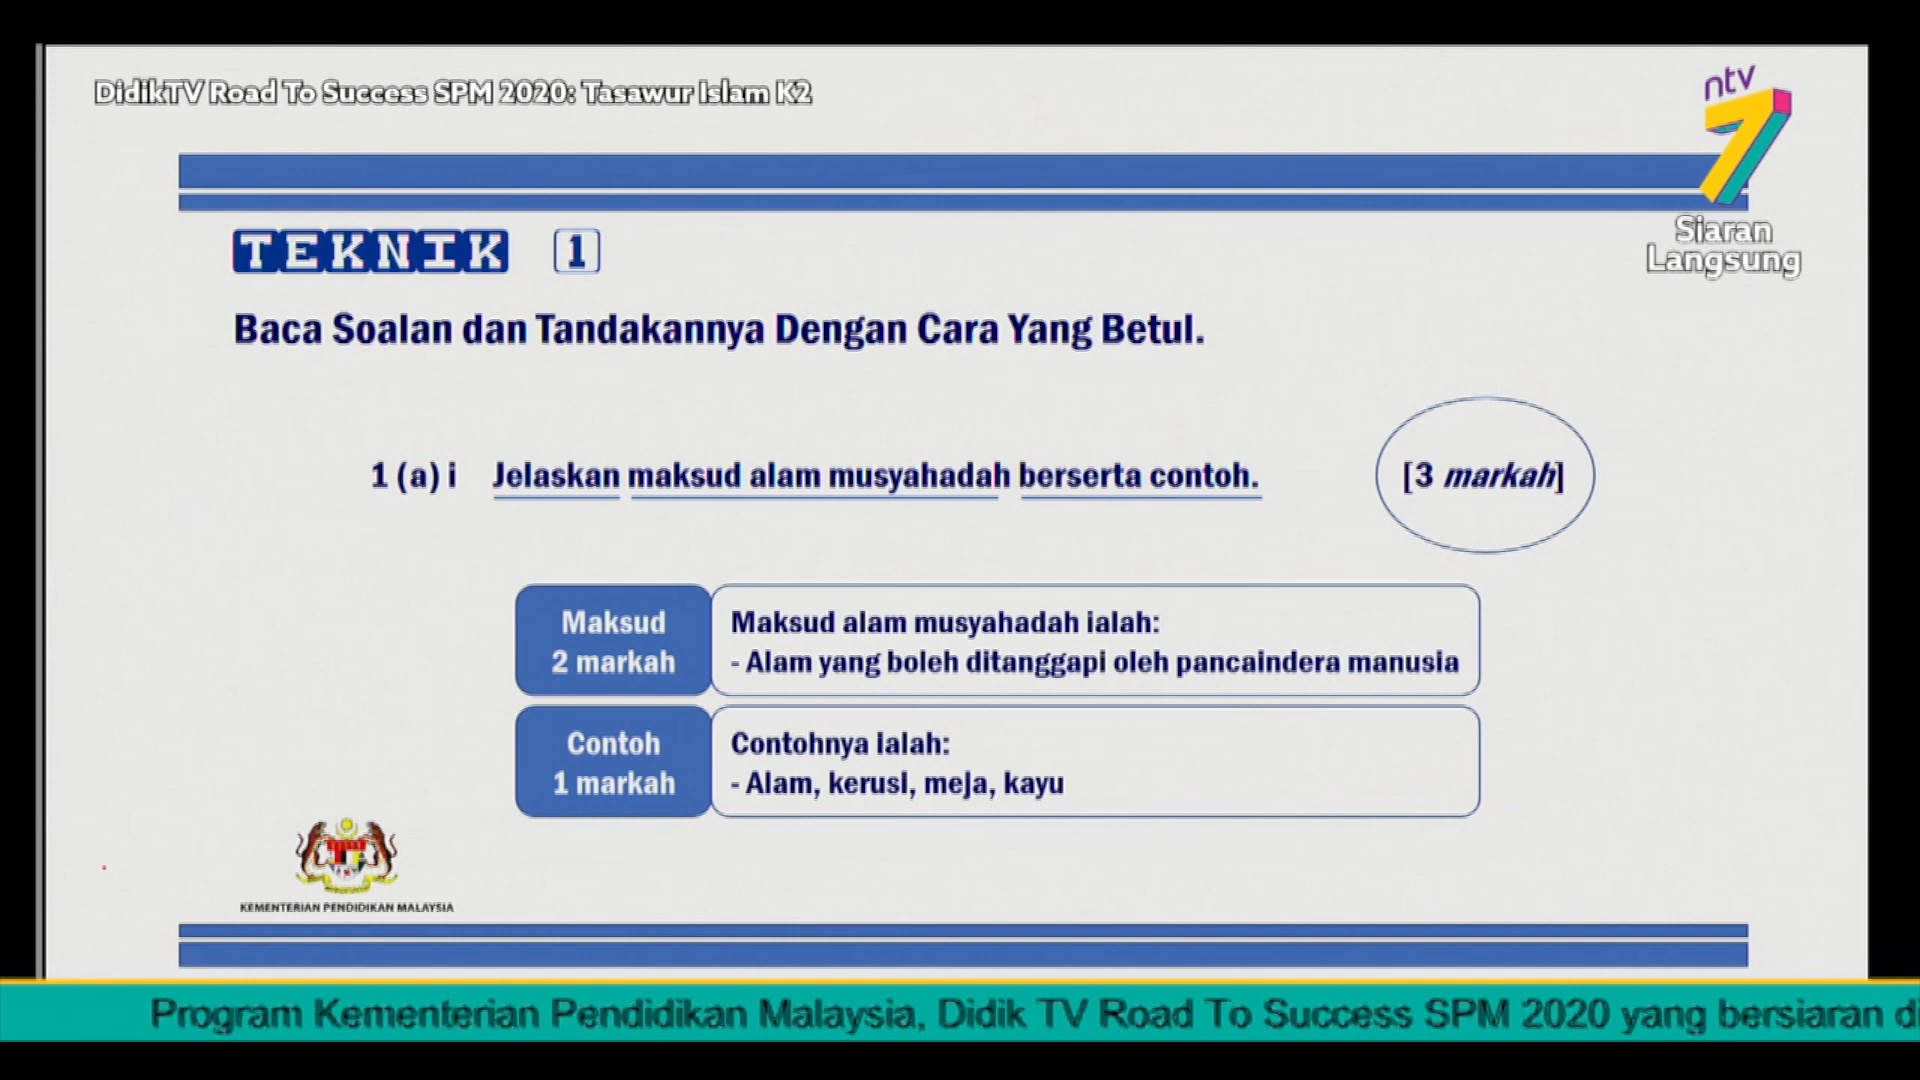 DidikTV Road To Success SPM 2020: Tasawur Islam K2
ntv
7
Siaran
Langsung
TEKNIK 1
Baca Soalan dan Tandakannya Dengan Cara Yang Betul.
1 (a) i Jelaskan maksud alam musyahadah berserta contoh. [3 markah]
Maksud
2 markah
Maksud alam musyahadah ialah:
- Alam yang boleh ditanggapi oleh pancaindera manusia
Contoh
1 markah
Contohnya ialah:
- Alam, kerusi, meja, kayu
KEMENTERIAN PENDIDIKAN MALAYSIA
Program Kementerian Pendidikan Malaysia, Didik TV Road To Success SPM 2020 yang bersiaran di